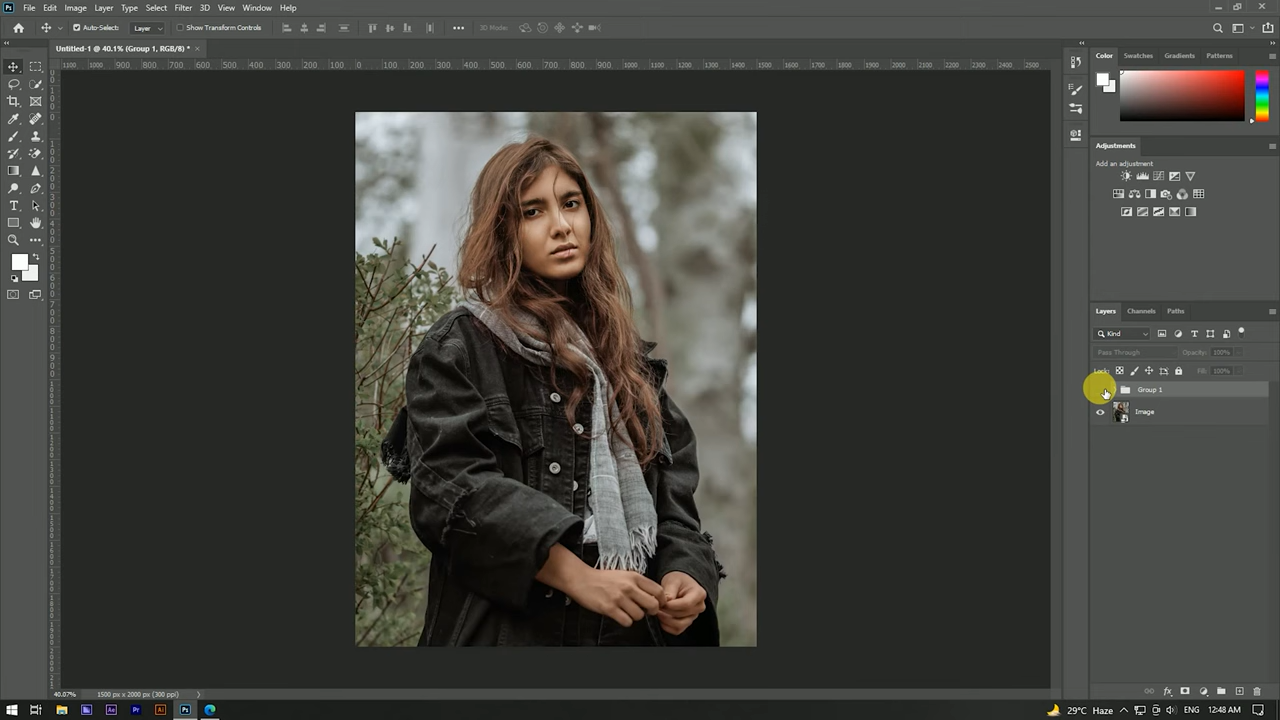 File Edit Image Layer Type Select Filter 3D View Window Help
Auto-Select: Layer Show Transform Controls 3D Mode:
Untitled-1 @ 40.1% (Group 1, RGB/8) *
Color Swatches Gradients Patterns
Adjustments
Add an adjustment
Layers Channels Paths
Kind
Pass Through Opacity: 100%
Lock: Fill: 100%
Group 1
Image
40.07% 1500 px x 2000 px (300 ppi)
29°C Haze ENG 12:48 AM